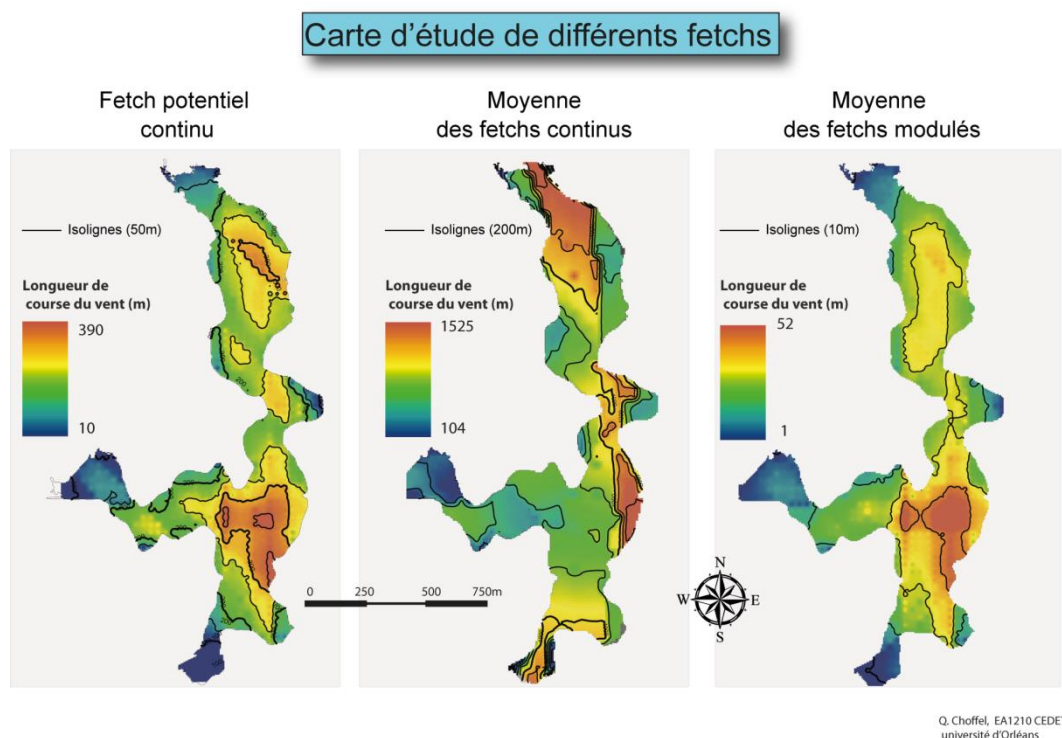 Carte d'étude de différents fetchs
Fetch potentiel
continu
Moyenne
des fetchs continus
Moyenne
des fetchs modulés
Isolignes (50m)
Isolignes (200m)
Isolignes (10m)
Longueur de
course du vent (m)
390
10
Longueur de
course du vent (m)
1525
104
Longueur de
course du vent (m)
52
1
0 250 500 750m
N
W E
S
Q. Choffel, EA1210 CEDE
université d'Orléans